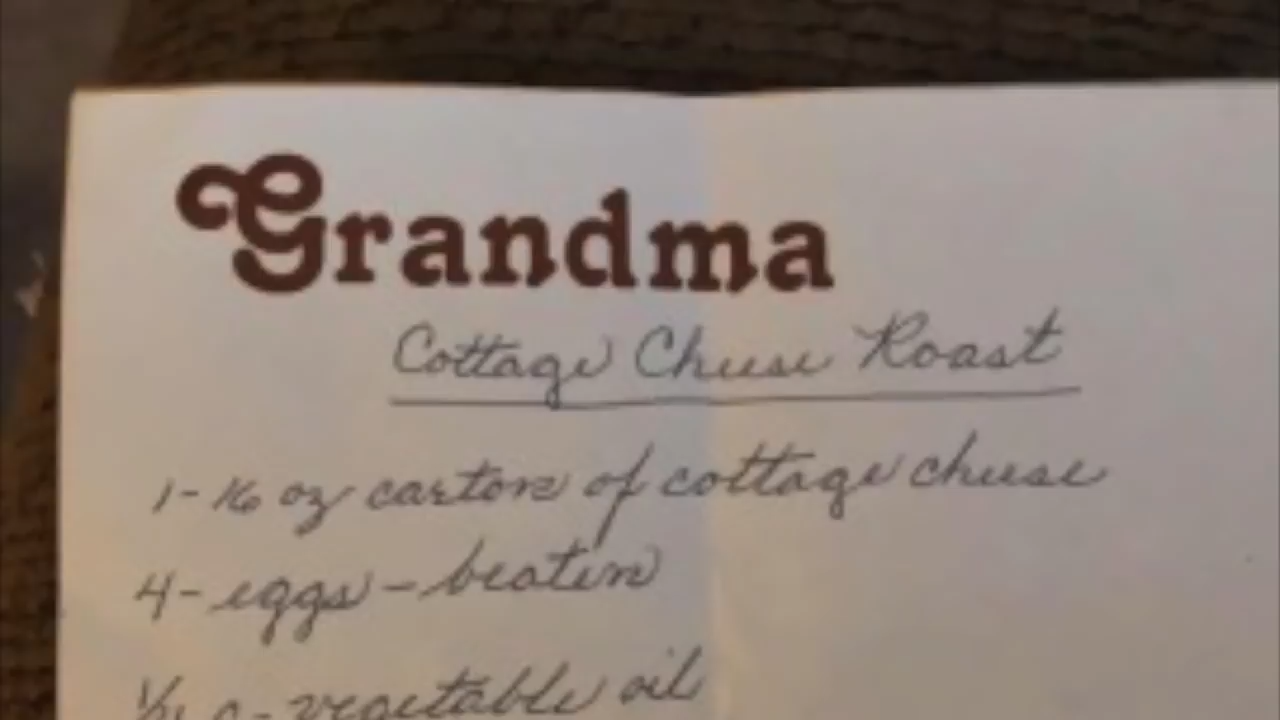 Grandma
Cottage Cheese Roast
1- 16 oz carton of cottage cheese
4- eggs - beaten
c- vegetable oil